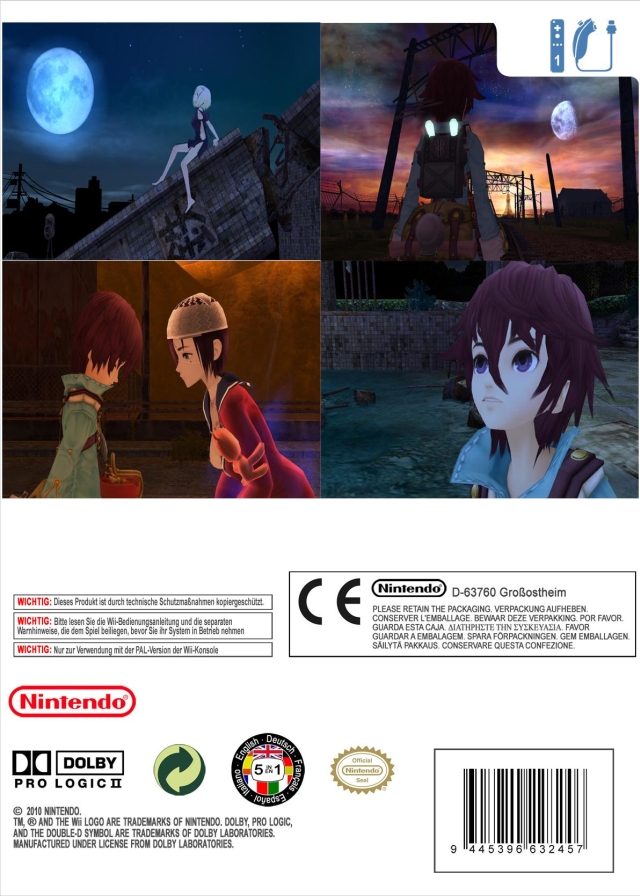 1
WICHTIG: Dieses Produkt ist durch technische Schutzmaßnahmen kopiergeschützt.
WICHTIG: Bitte lesen Sie die Wii-Bedienungsanleitung und die separaten
Warnhinweise, die dem Spiel beiliegen, bevor Sie ihr System in Betrieb nehmen
WICHTIG: Nur zur Verwendung mit der PAL-Version der Wii-Konsole
CE
Nintendo D-63760 Großostheim
PLEASE RETAIN THE PACKAGING. VERPACKUNG AUFHEBEN.
CONSERVER L'EMBALLAGE. BEWAAR DEZE VERPAKKING. POR FAVOR.
GUARDA ESTA CAJA. ΔΙΑΤΗΡΗΣΤΕ ΤΗΝ ΣΥΣΚΕΥΑΣΙΑ. FAVOR
GUARDAR A EMBALAGEM. SPARA FÖRPACKNINGEN. GEM EMBALLAGEN.
SÄILYTÄ PAKKAUS. CONSERVARE QUESTA CONFEZIONE.
Nintendo
DOLBY
PRO LOGIC II
English · Deutsch · Français · Español · Italiano
5 IN 1
Official
Nintendo
Seal
© 2010 NINTENDO.
TM, ® AND THE Wii LOGO ARE TRADEMARKS OF NINTENDO. DOLBY, PRO LOGIC,
AND THE DOUBLE-D SYMBOL ARE TRADEMARKS OF DOLBY LABORATORIES.
MANUFACTURED UNDER LICENSE FROM DOLBY LABORATORIES.
9 445396 632457